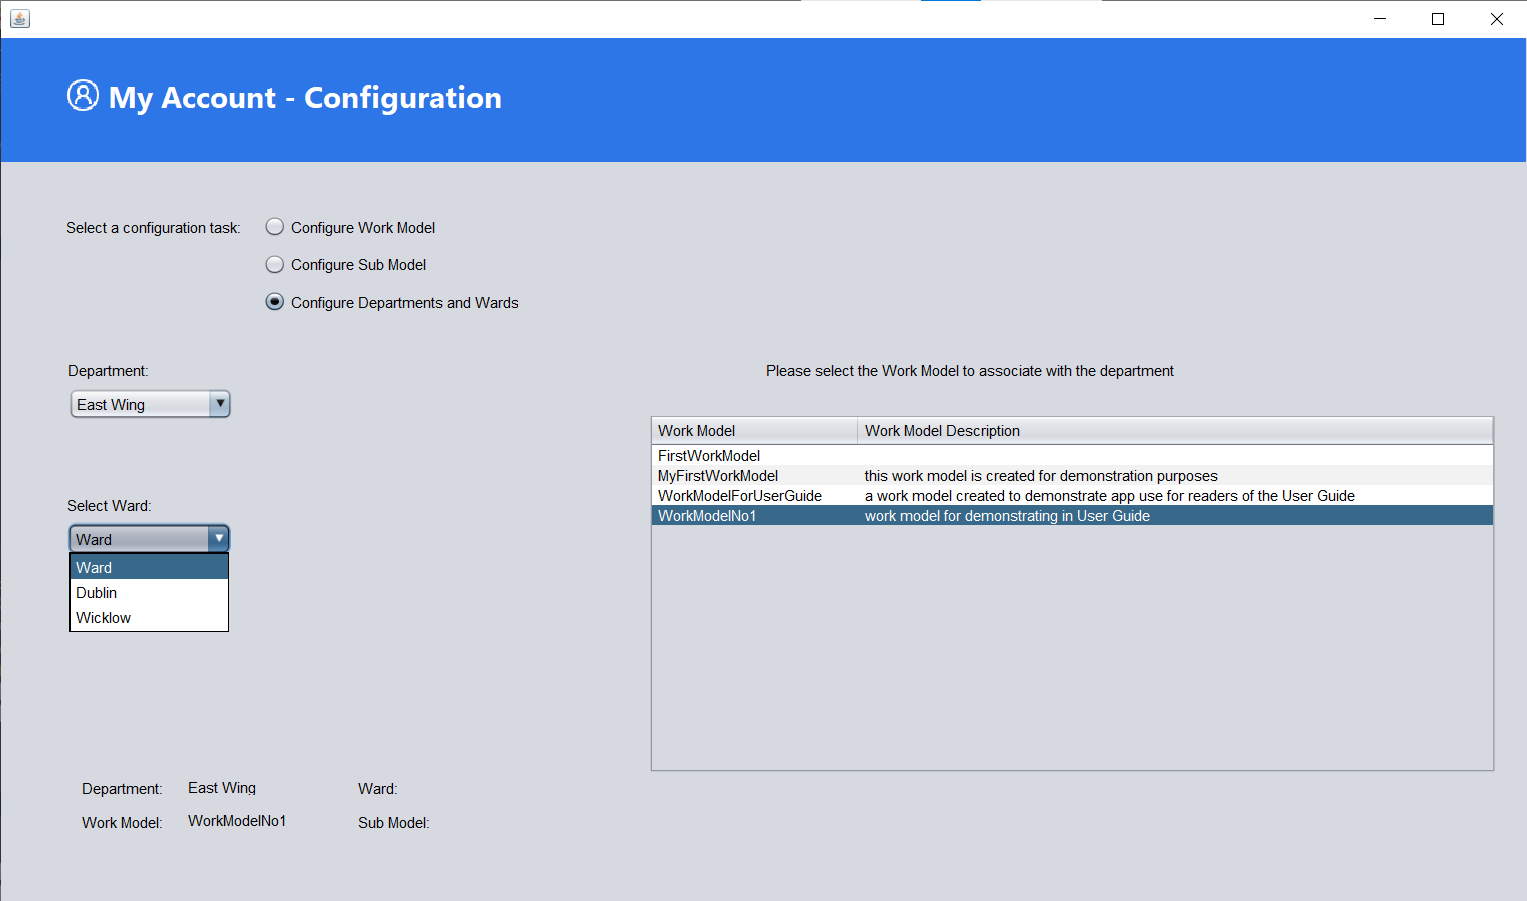 My Account - Configuration
Select a configuration task:
Configure Work Model
Configure Sub Model
Configure Departments and Wards
Department:
East Wing
Select Ward:
Ward
Ward
Dublin
Wicklow
Please select the Work Model to associate with the department
Work Model Work Model Description
FirstWorkModel
MyFirstWorkModel this work model is created for demonstration purposes
WorkModelForUserGuide a work model created to demonstrate app use for readers of the User Guide
WorkModelNo1 work model for demonstrating in User Guide
Department: East Wing Ward:
Work Model: WorkModelNo1 Sub Model: